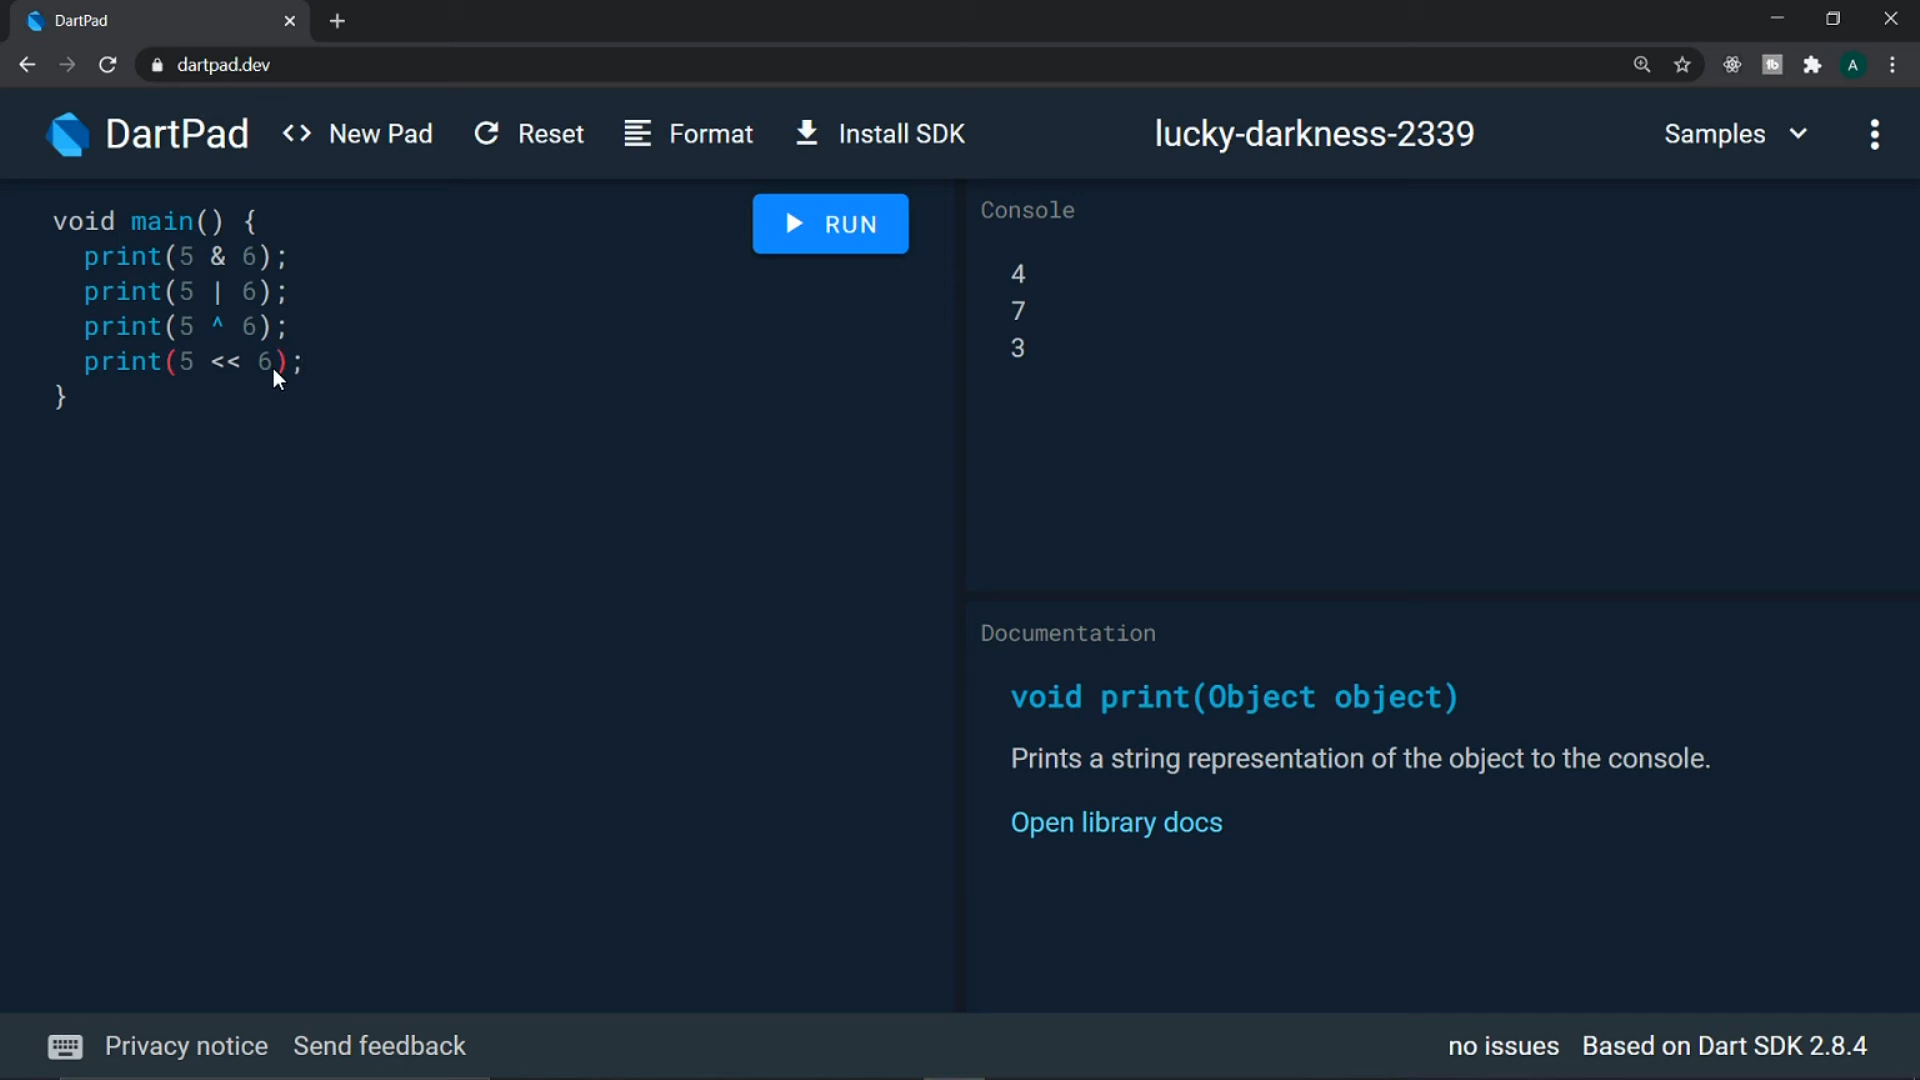 DartPad
dartpad.dev
A
DartPad <> New Pad Reset Format Install SDK lucky-darkness-2339 Samples
void main() {
print(5 & 6);
print(5 | 6);
print(5 ^ 6);
print(5 << 6);
}
RUN
Console
4
7
3
Documentation
void print(Object object)
Prints a string representation of the object to the console.
Open library docs
Privacy notice Send feedback no issues Based on Dart SDK 2.8.4